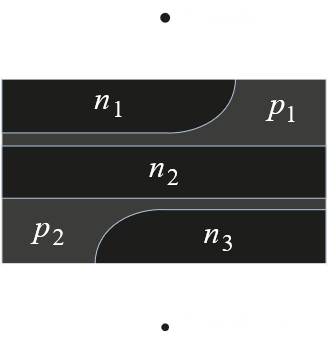 n₁ p₁
n₂
p₂ n₃